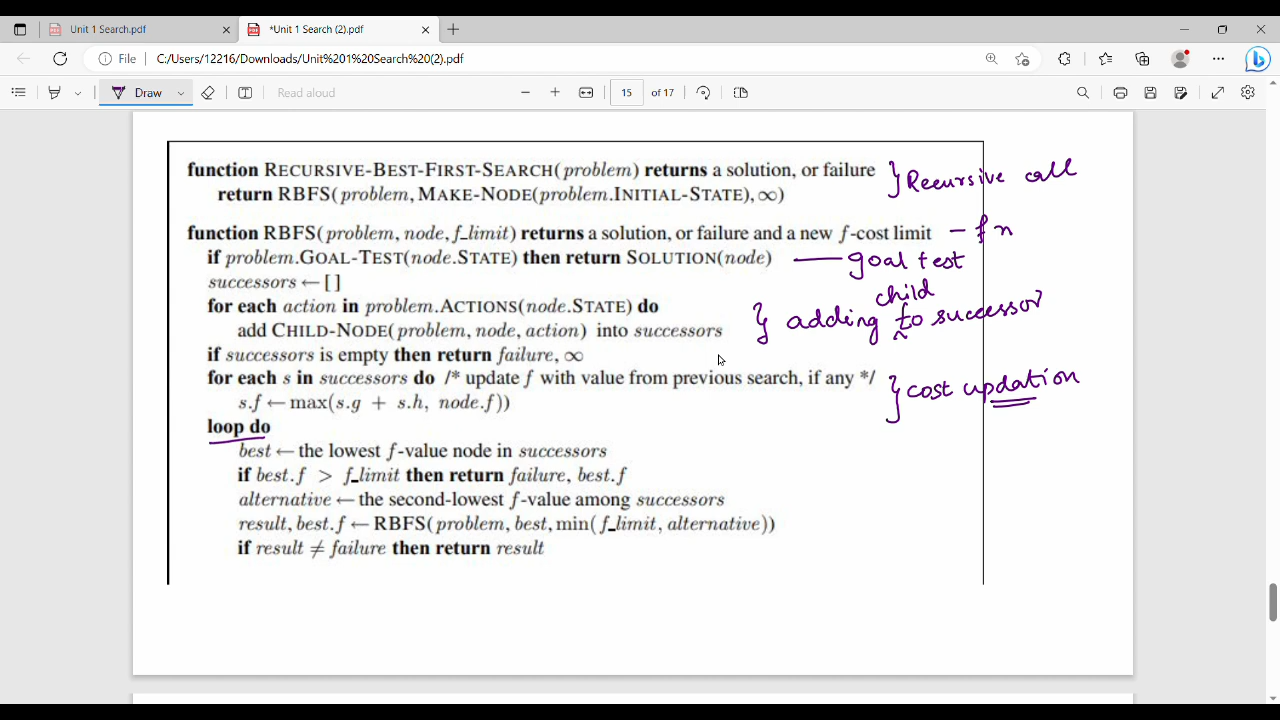 Unit 1 Search.pdf
*Unit 1 Search (2).pdf
File
C:/Users/12216/Downloads/Unit%201%20Search%20(2).pdf
Draw
Read aloud
15
of 17
function RECURSIVE-BEST-FIRST-SEARCH(problem) returns a solution, or failure
return RBFS(problem, MAKE-NODE(problem.INITIAL-STATE), ∞)
} Recursive call
function RBFS(problem, node, f_limit) returns a solution, or failure and a new f-cost limit
– fn
if problem.GOAL-TEST(node.STATE) then return SOLUTION(node)
— goal test
successors ← [ ]
for each action in problem.ACTIONS(node.STATE) do
add CHILD-NODE(problem, node, action) into successors
child
} adding ^ to successor
if successors is empty then return failure, ∞
for each s in successors do /* update f with value from previous search, if any */
s.f ← max(s.g + s.h, node.f))
} cost updation
loop do
best ← the lowest f-value node in successors
if best.f > f_limit then return failure, best.f
alternative ← the second-lowest f-value among successors
result, best.f ← RBFS(problem, best, min(f_limit, alternative))
if result ≠ failure then return result